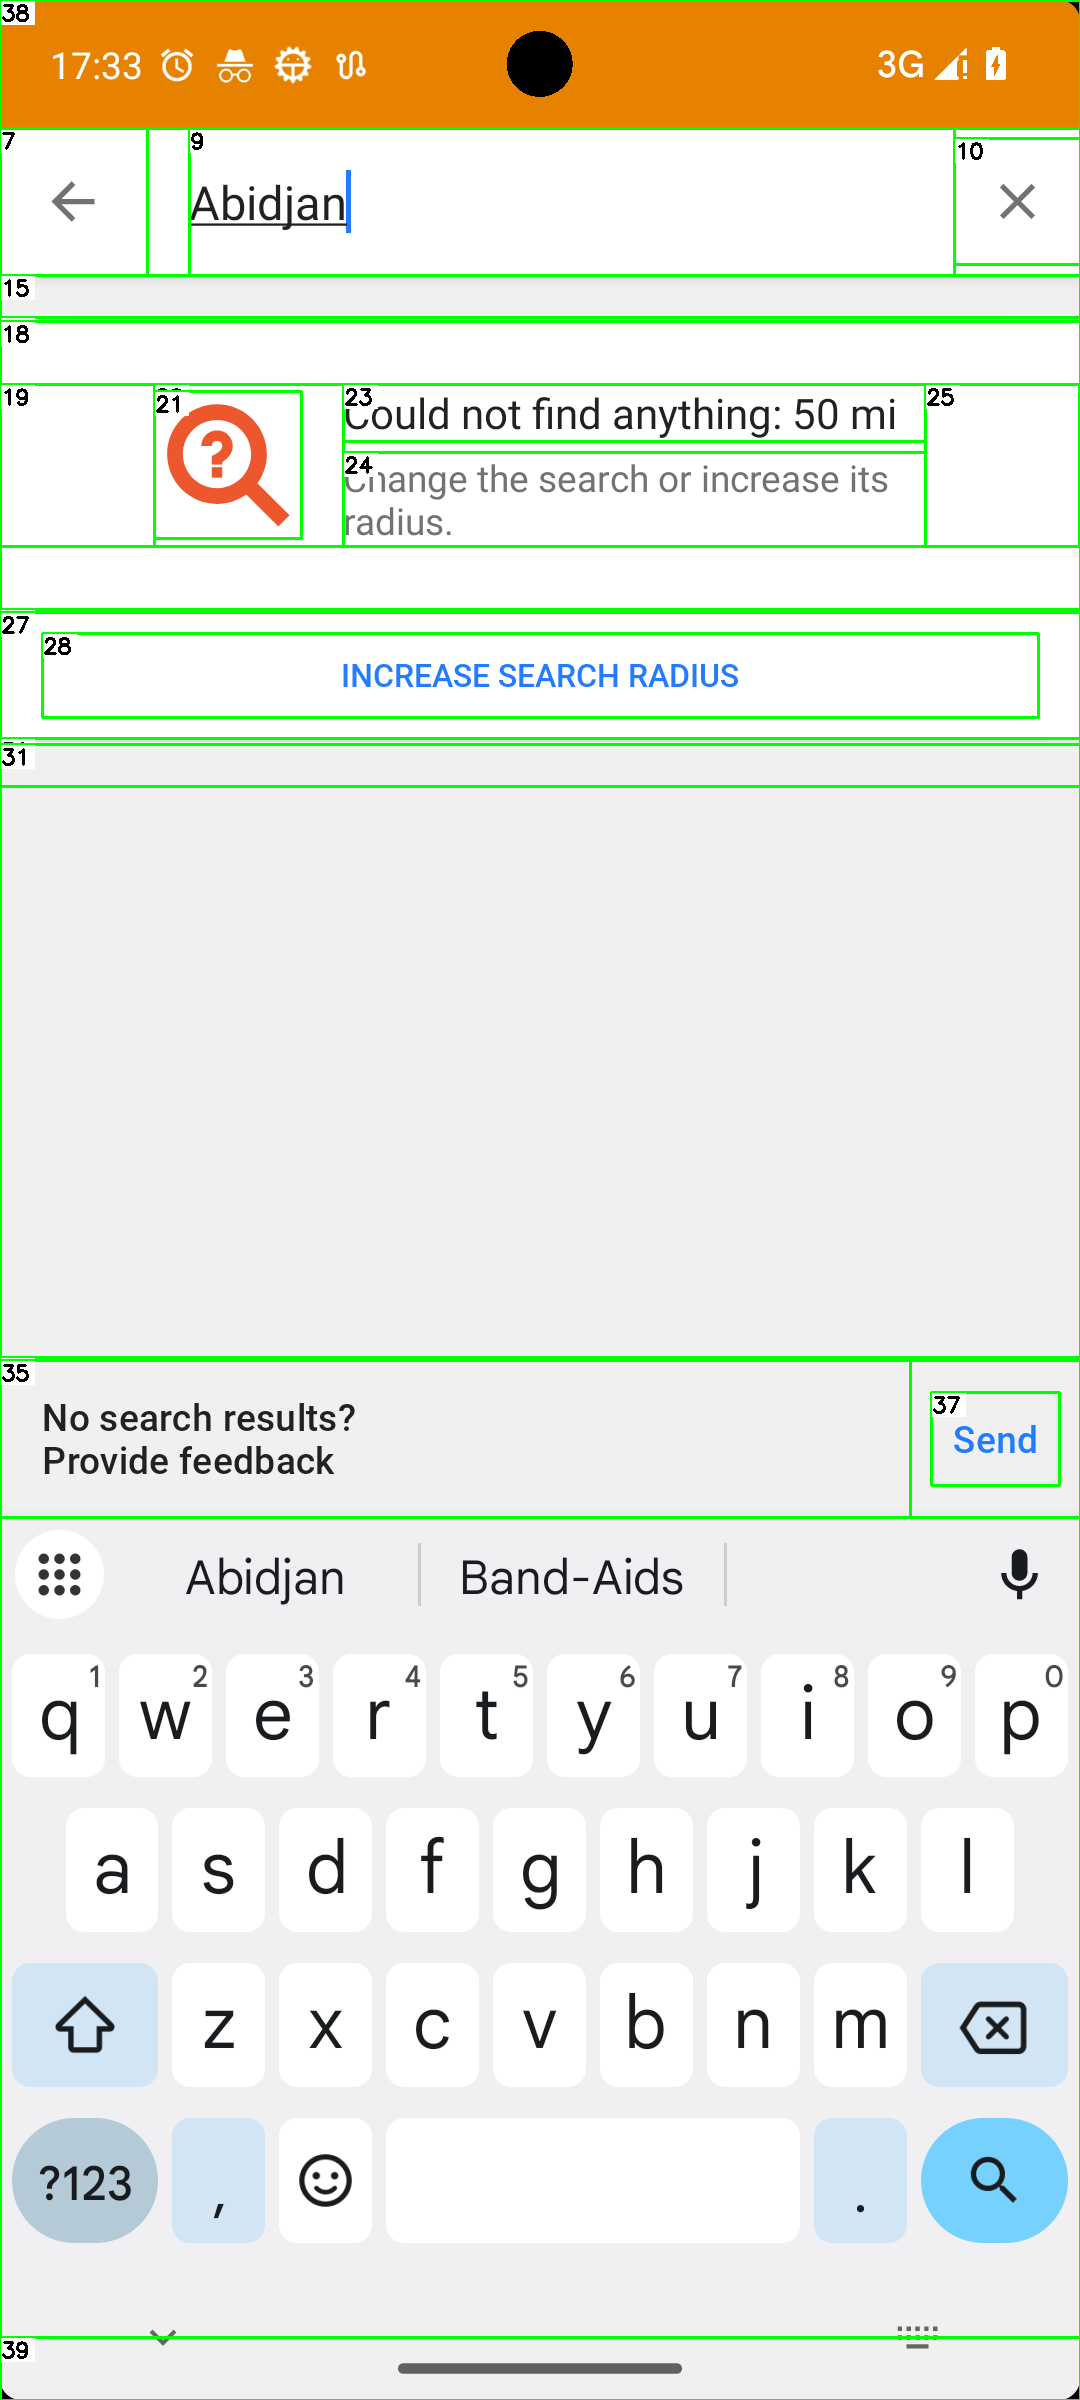 38
17:33
3G
7
9
Abidjan
10
15
18
19
21
23
Could not find anything: 50 mi
25
24
Change the search or increase its
radius.
27
28
INCREASE SEARCH RADIUS
31
35
No search results?
Provide feedback
37
Send
Abidjan
Band-Aids
q 1 w 2 e 3 r 4 t 5 y 6 u 7 i 8 o 9 p 0
a s d f g h j k l
z x c v b n m
?123 , .
39